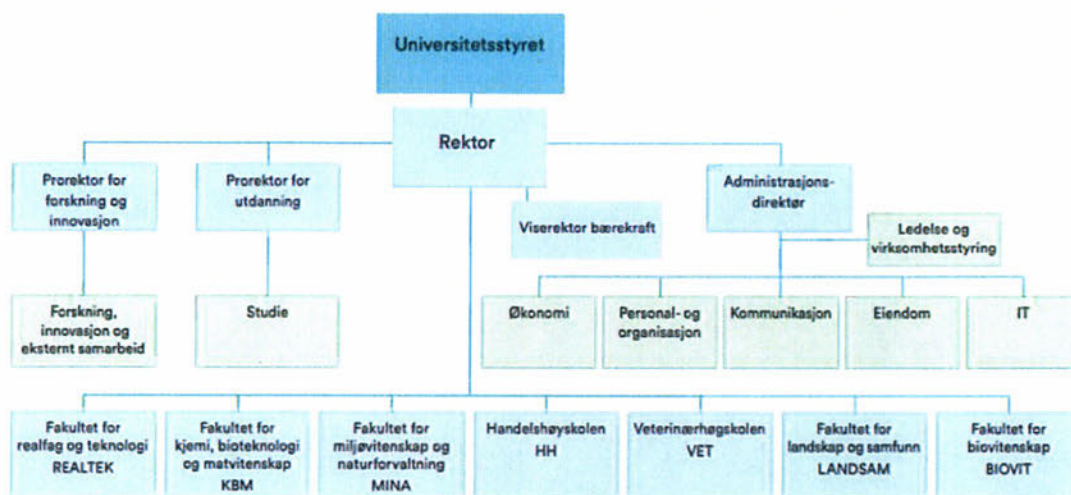 Universitetsstyret
Rektor
Prorektor for
forskning og
innovasjon
Prorektor for
utdanning
Viserektor bærekraft
Administrasjons-
direktør
Ledelse og
virksomhetsstyring
Forskning,
innovasjon og
eksternt samarbeid
Studie
Økonomi
Personal- og
organisasjon
Kommunikasjon
Eiendom
IT
Fakultet for
realfag og teknologi
REALTEK
Fakultet for
kjemi, bioteknologi
og matvitenskap
KBM
Fakultet for
miljøvitenskap og
naturforvaltning
MINA
Handelshøyskolen
HH
Veterinærhøgskolen
VET
Fakultet for
landskap og samfunn
LANDSAM
Fakultet for
biovitenskap
BIOVIT